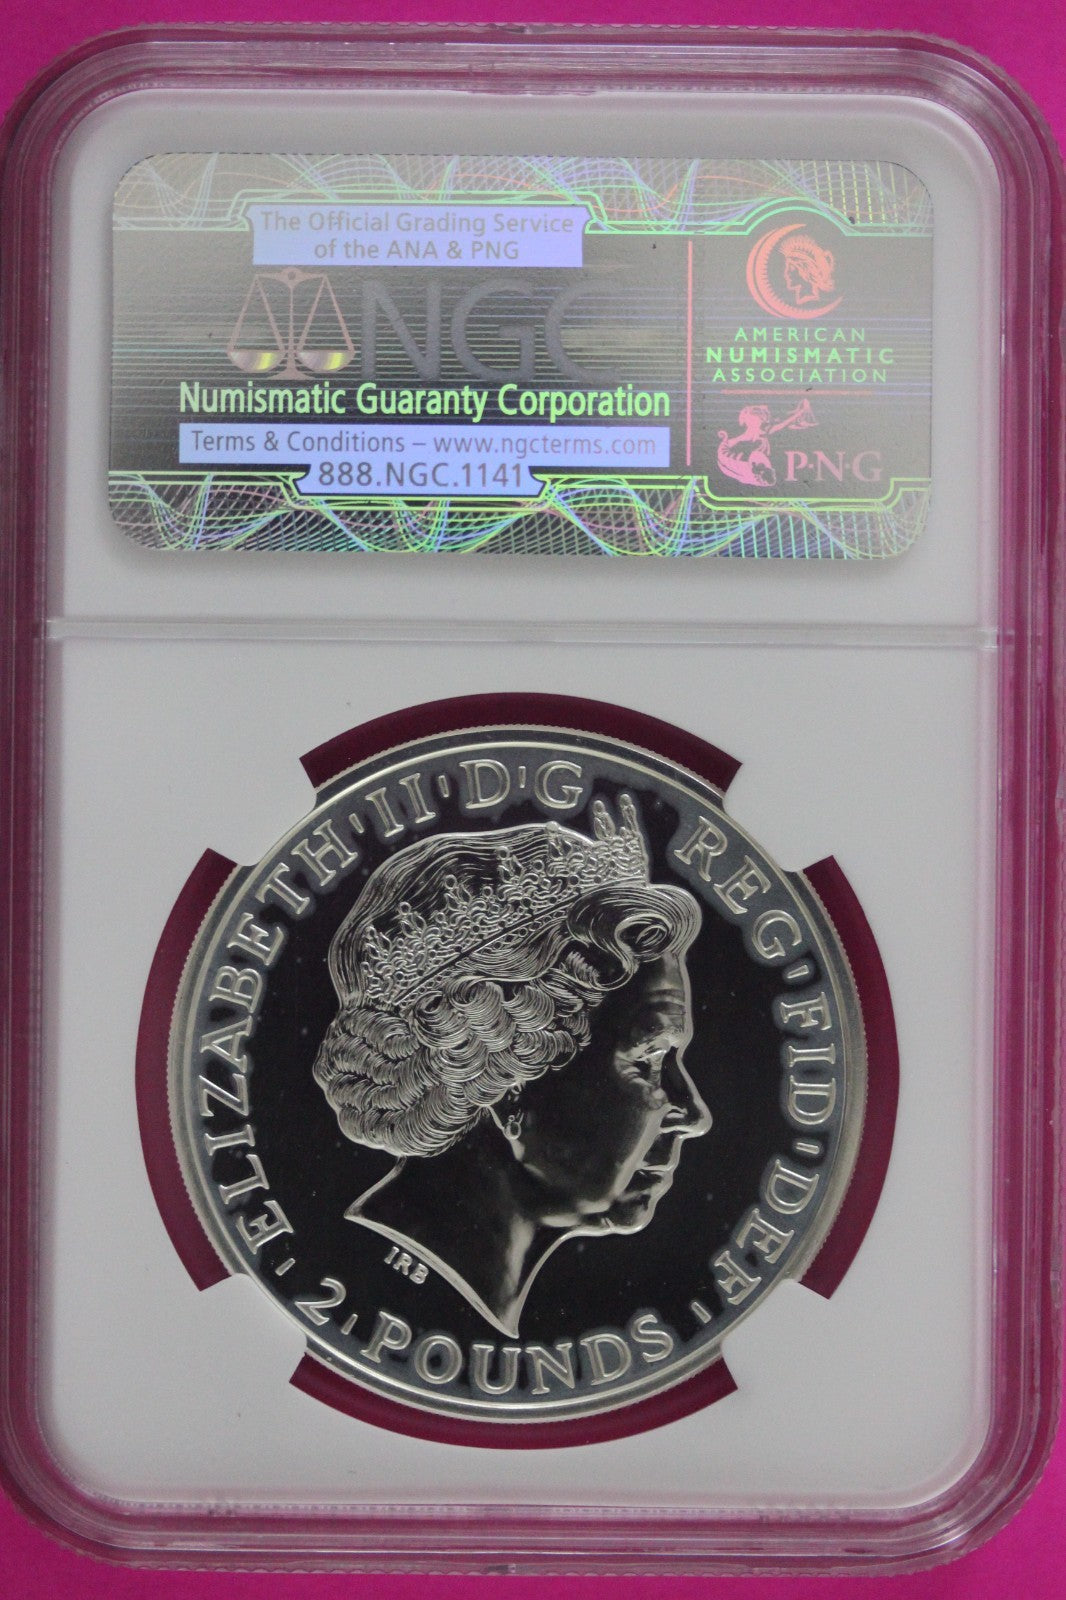 The Official Grading Service
of the ANA & PNG
NGC
Numismatic Guaranty Corporation
Terms & Conditions – www.ngcterms.com
888.NGC.1141
AMERICAN
NUMISMATIC
ASSOCIATION
P·N·G
ELIZABETH·II·D·G REG·FID·DEF·
2·POUNDS·
IRB